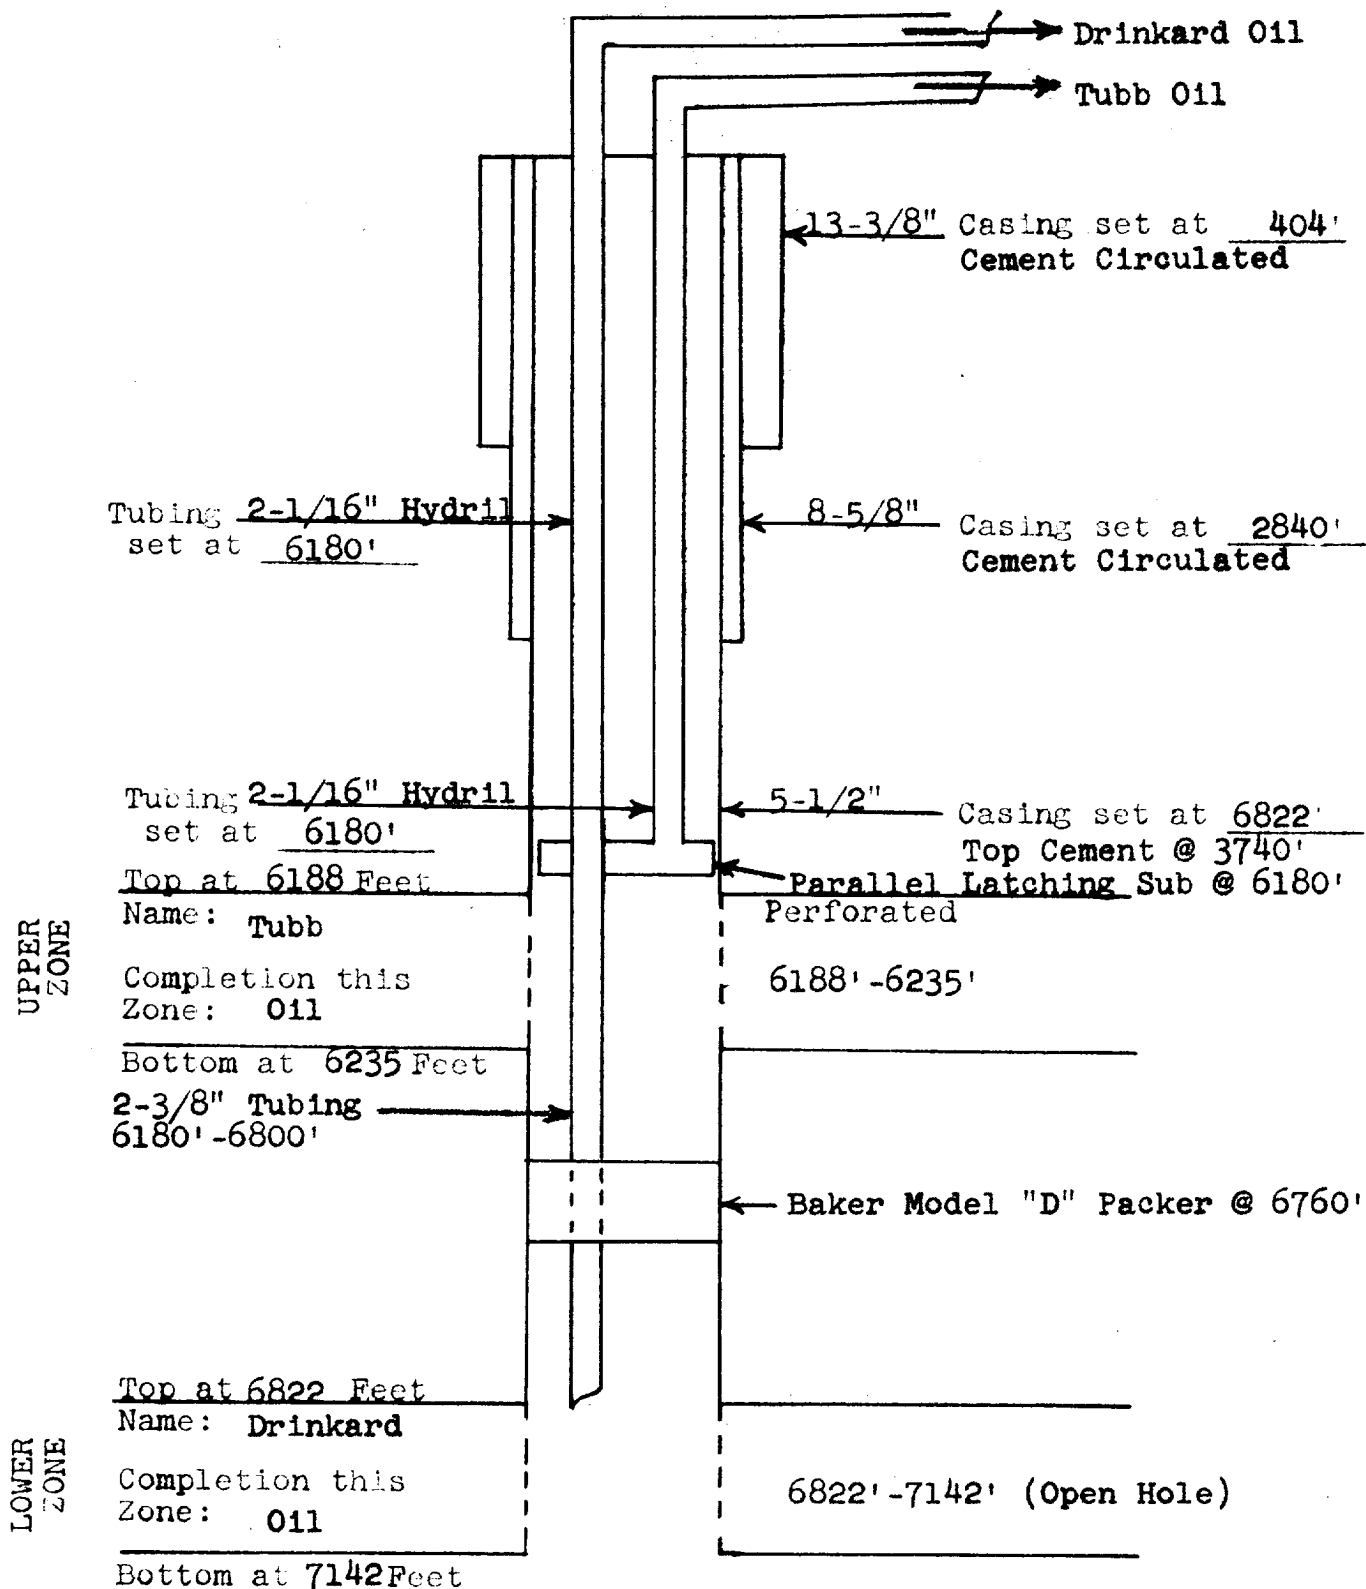 Drinkard Oil
Tubb Oil
13-3/8" Casing set at 404'
Cement Circulated
Tubing 2-1/16" Hydril
set at 6180'
8-5/8" Casing set at 2840'
Cement Circulated
Tubing 2-1/16" Hydril
set at 6180'
5-1/2" Casing set at 6822'
Top Cement @ 3740'
Parallel Latching Sub @ 6180'
Top at 6188 Feet
Perforated
UPPER
ZONE
Name: Tubb
Completion this
Zone: Oil
6188'-6235'
Bottom at 6235 Feet
2-3/8" Tubing
6180'-6800'
Baker Model "D" Packer @ 6760'
Top at 6822 Feet
LOWER
ZONE
Name: Drinkard
Completion this
Zone: Oil
6822'-7142' (Open Hole)
Bottom at 7142 Feet